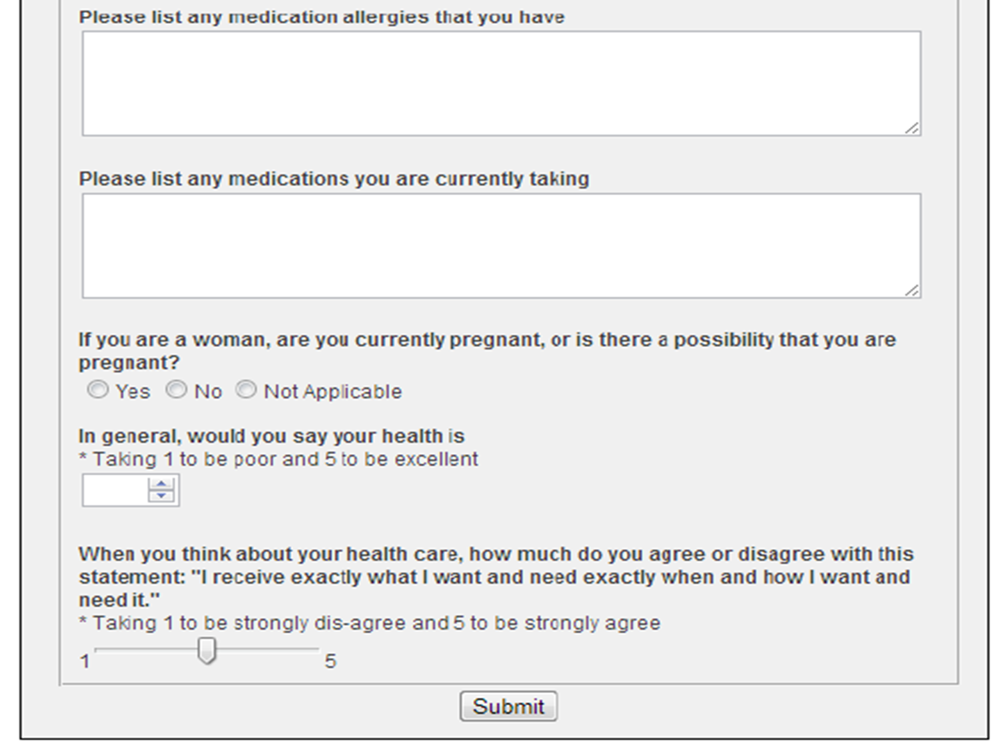 Please list any medication allergies that you have
Please list any medications you are currently taking
If you are a woman, are you currently pregnant, or is there a possibility that you are
pregnant?
Yes No Not Applicable
In general, would you say your health is
* Taking 1 to be poor and 5 to be excellent
When you think about your health care, how much do you agree or disagree with this
statement: "I receive exactly what I want and need exactly when and how I want and
need it."
* Taking 1 to be strongly dis-agree and 5 to be strongly agree
1 5
Submit